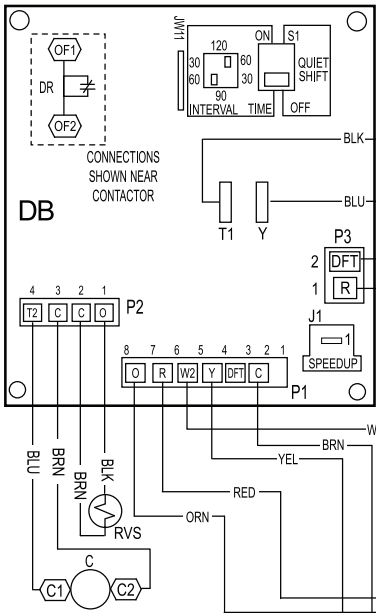 OF1
DR
OF2
CONNECTIONS
SHOWN NEAR
CONTACTOR
DB
JW11
120
30 60
60 30
90
INTERVAL TIME
ON S1
QUIET
SHIFT
OFF
BLK
BLU
T1 Y
P3
2 DFT
1 R
J1
1
SPEEDUP
4 3 2 1
T2 C C O P2
8 7 6 5 4 3 2 1
O R W2 Y DFT C
P1
W
BRN
YEL
RED
ORN
BLU BRN BRN BLK
RVS
C
C1 C2